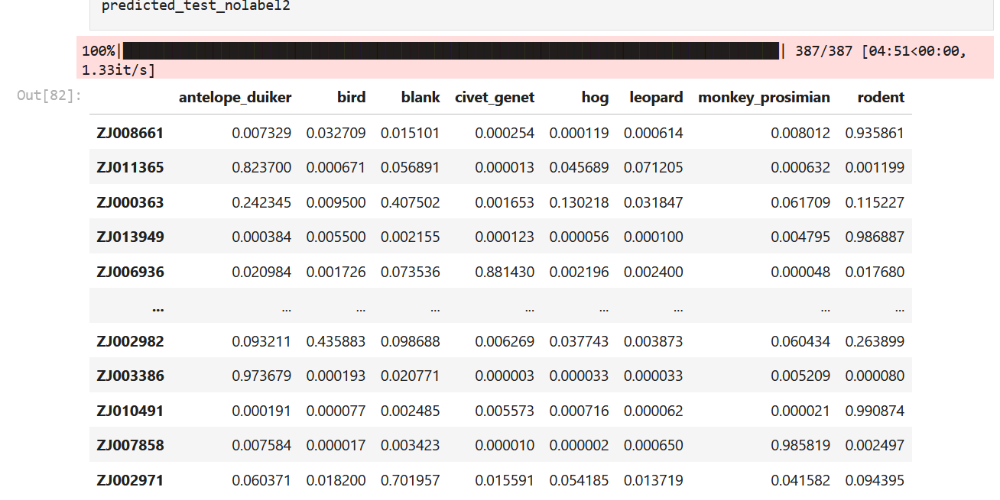 predicted_test_nolabel2
100%|██████████| 387/387 [04:51<00:00,
1.33it/s]
Out[82]:
antelope_duiker bird blank civet_genet hog leopard monkey_prosimian rodent
ZJ008661 0.007329 0.032709 0.015101 0.000254 0.000119 0.000614 0.008012 0.935861
ZJ011365 0.823700 0.000671 0.056891 0.000013 0.045689 0.071205 0.000632 0.001199
ZJ000363 0.242345 0.009500 0.407502 0.001653 0.130218 0.031847 0.061709 0.115227
ZJ013949 0.000384 0.005500 0.002155 0.000123 0.000056 0.000100 0.004795 0.986887
ZJ006936 0.020984 0.001726 0.073536 0.881430 0.002196 0.002400 0.000048 0.017680
... ... ... ... ... ... ... ... ...
ZJ002982 0.093211 0.435883 0.098688 0.006269 0.037743 0.003873 0.060434 0.263899
ZJ003386 0.973679 0.000193 0.020771 0.000003 0.000033 0.000033 0.005209 0.000080
ZJ010491 0.000191 0.000077 0.002485 0.005573 0.000716 0.000062 0.000021 0.990874
ZJ007858 0.007584 0.000017 0.003423 0.000010 0.000002 0.000650 0.985819 0.002497
ZJ002971 0.060371 0.018200 0.701957 0.015591 0.054185 0.013719 0.041582 0.094395